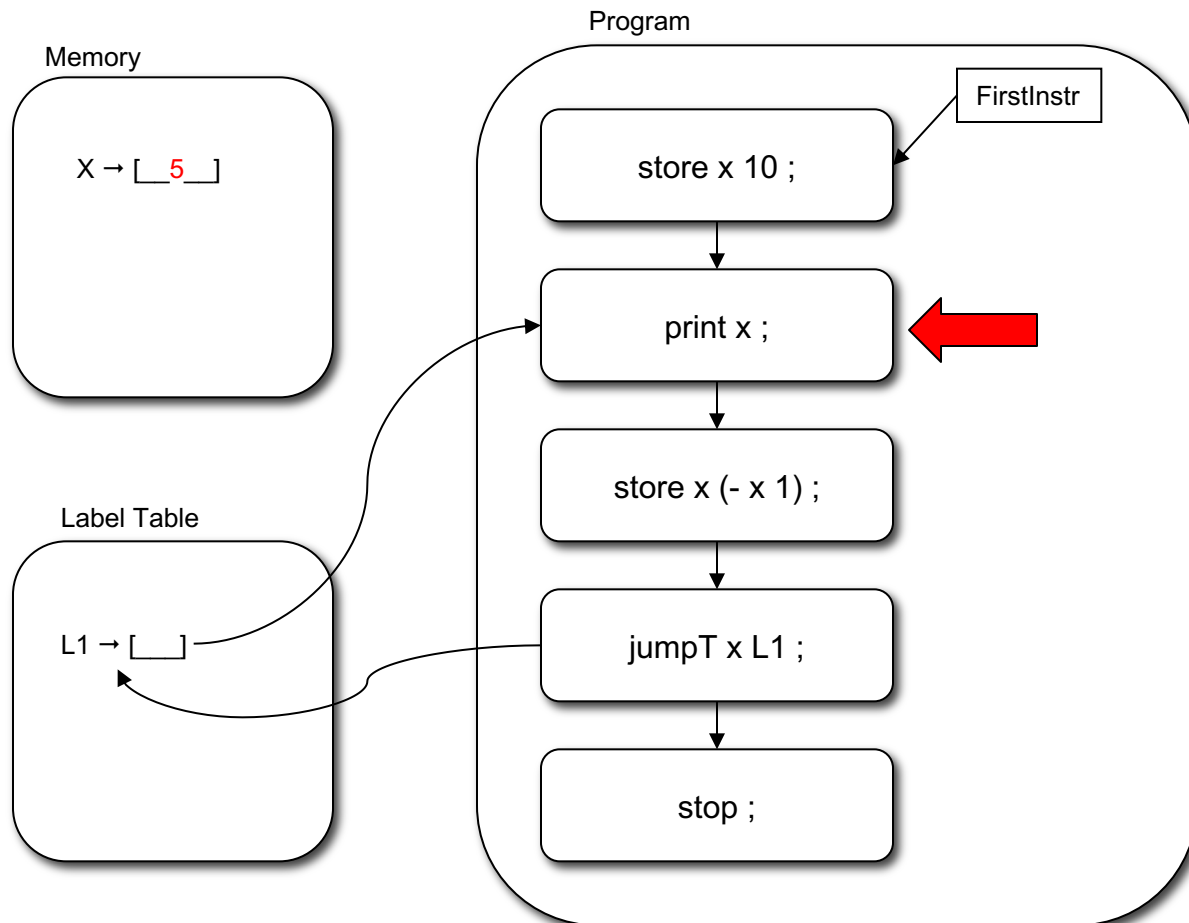 Program
Memory
FirstInstr
X → [__5__]
store x 10 ;
print x ;
store x (- x 1) ;
Label Table
L1 → [___]
jumpT x L1 ;
stop ;